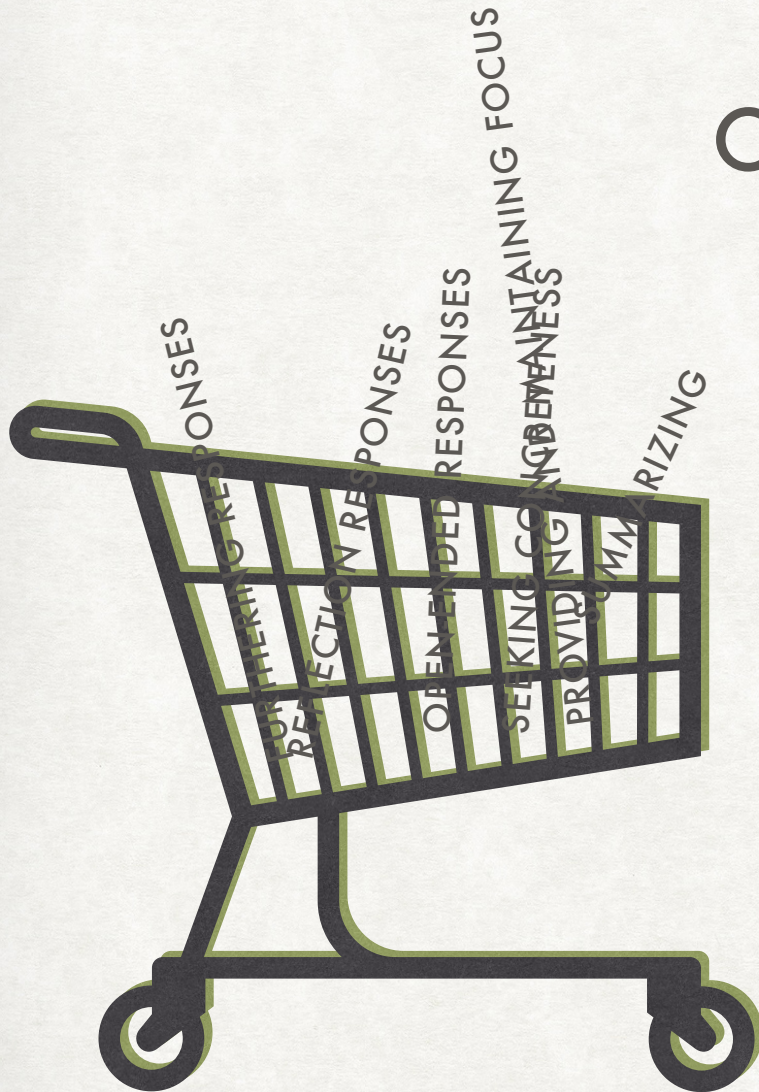 FURTHERING RESPONSES
REFLECTION RESPONSES
OPEN-ENDED RESPONSES
SEEKING CONCRETENESS
PROVIDING AND MAINTAINING FOCUS
SUMMARIZING